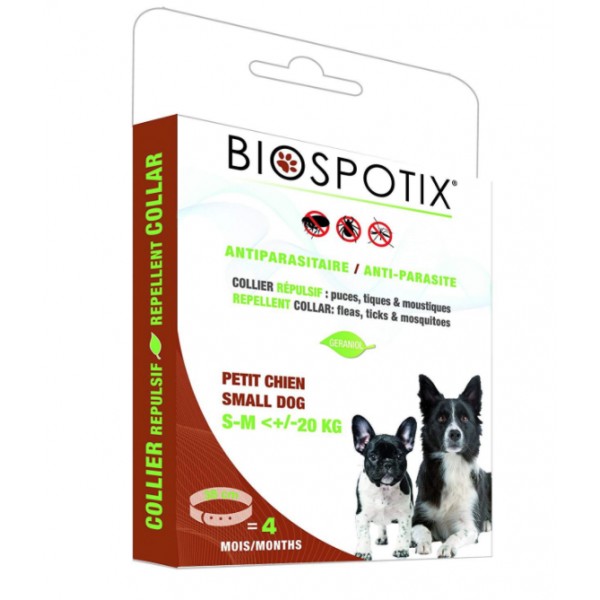 BIOSPOTIX®
ANTIPARASITAIRE / ANTI-PARASITE
COLLIER RÉPULSIF : puces, tiques & moustiques
REPELLENT COLLAR: fleas, ticks & mosquitoes
GERANIOL
PETIT CHIEN
SMALL DOG
S-M <+/-20 KG
COLLIER RÉPULSIF REPELLENT COLLAR
= 4
MOIS/MONTHS